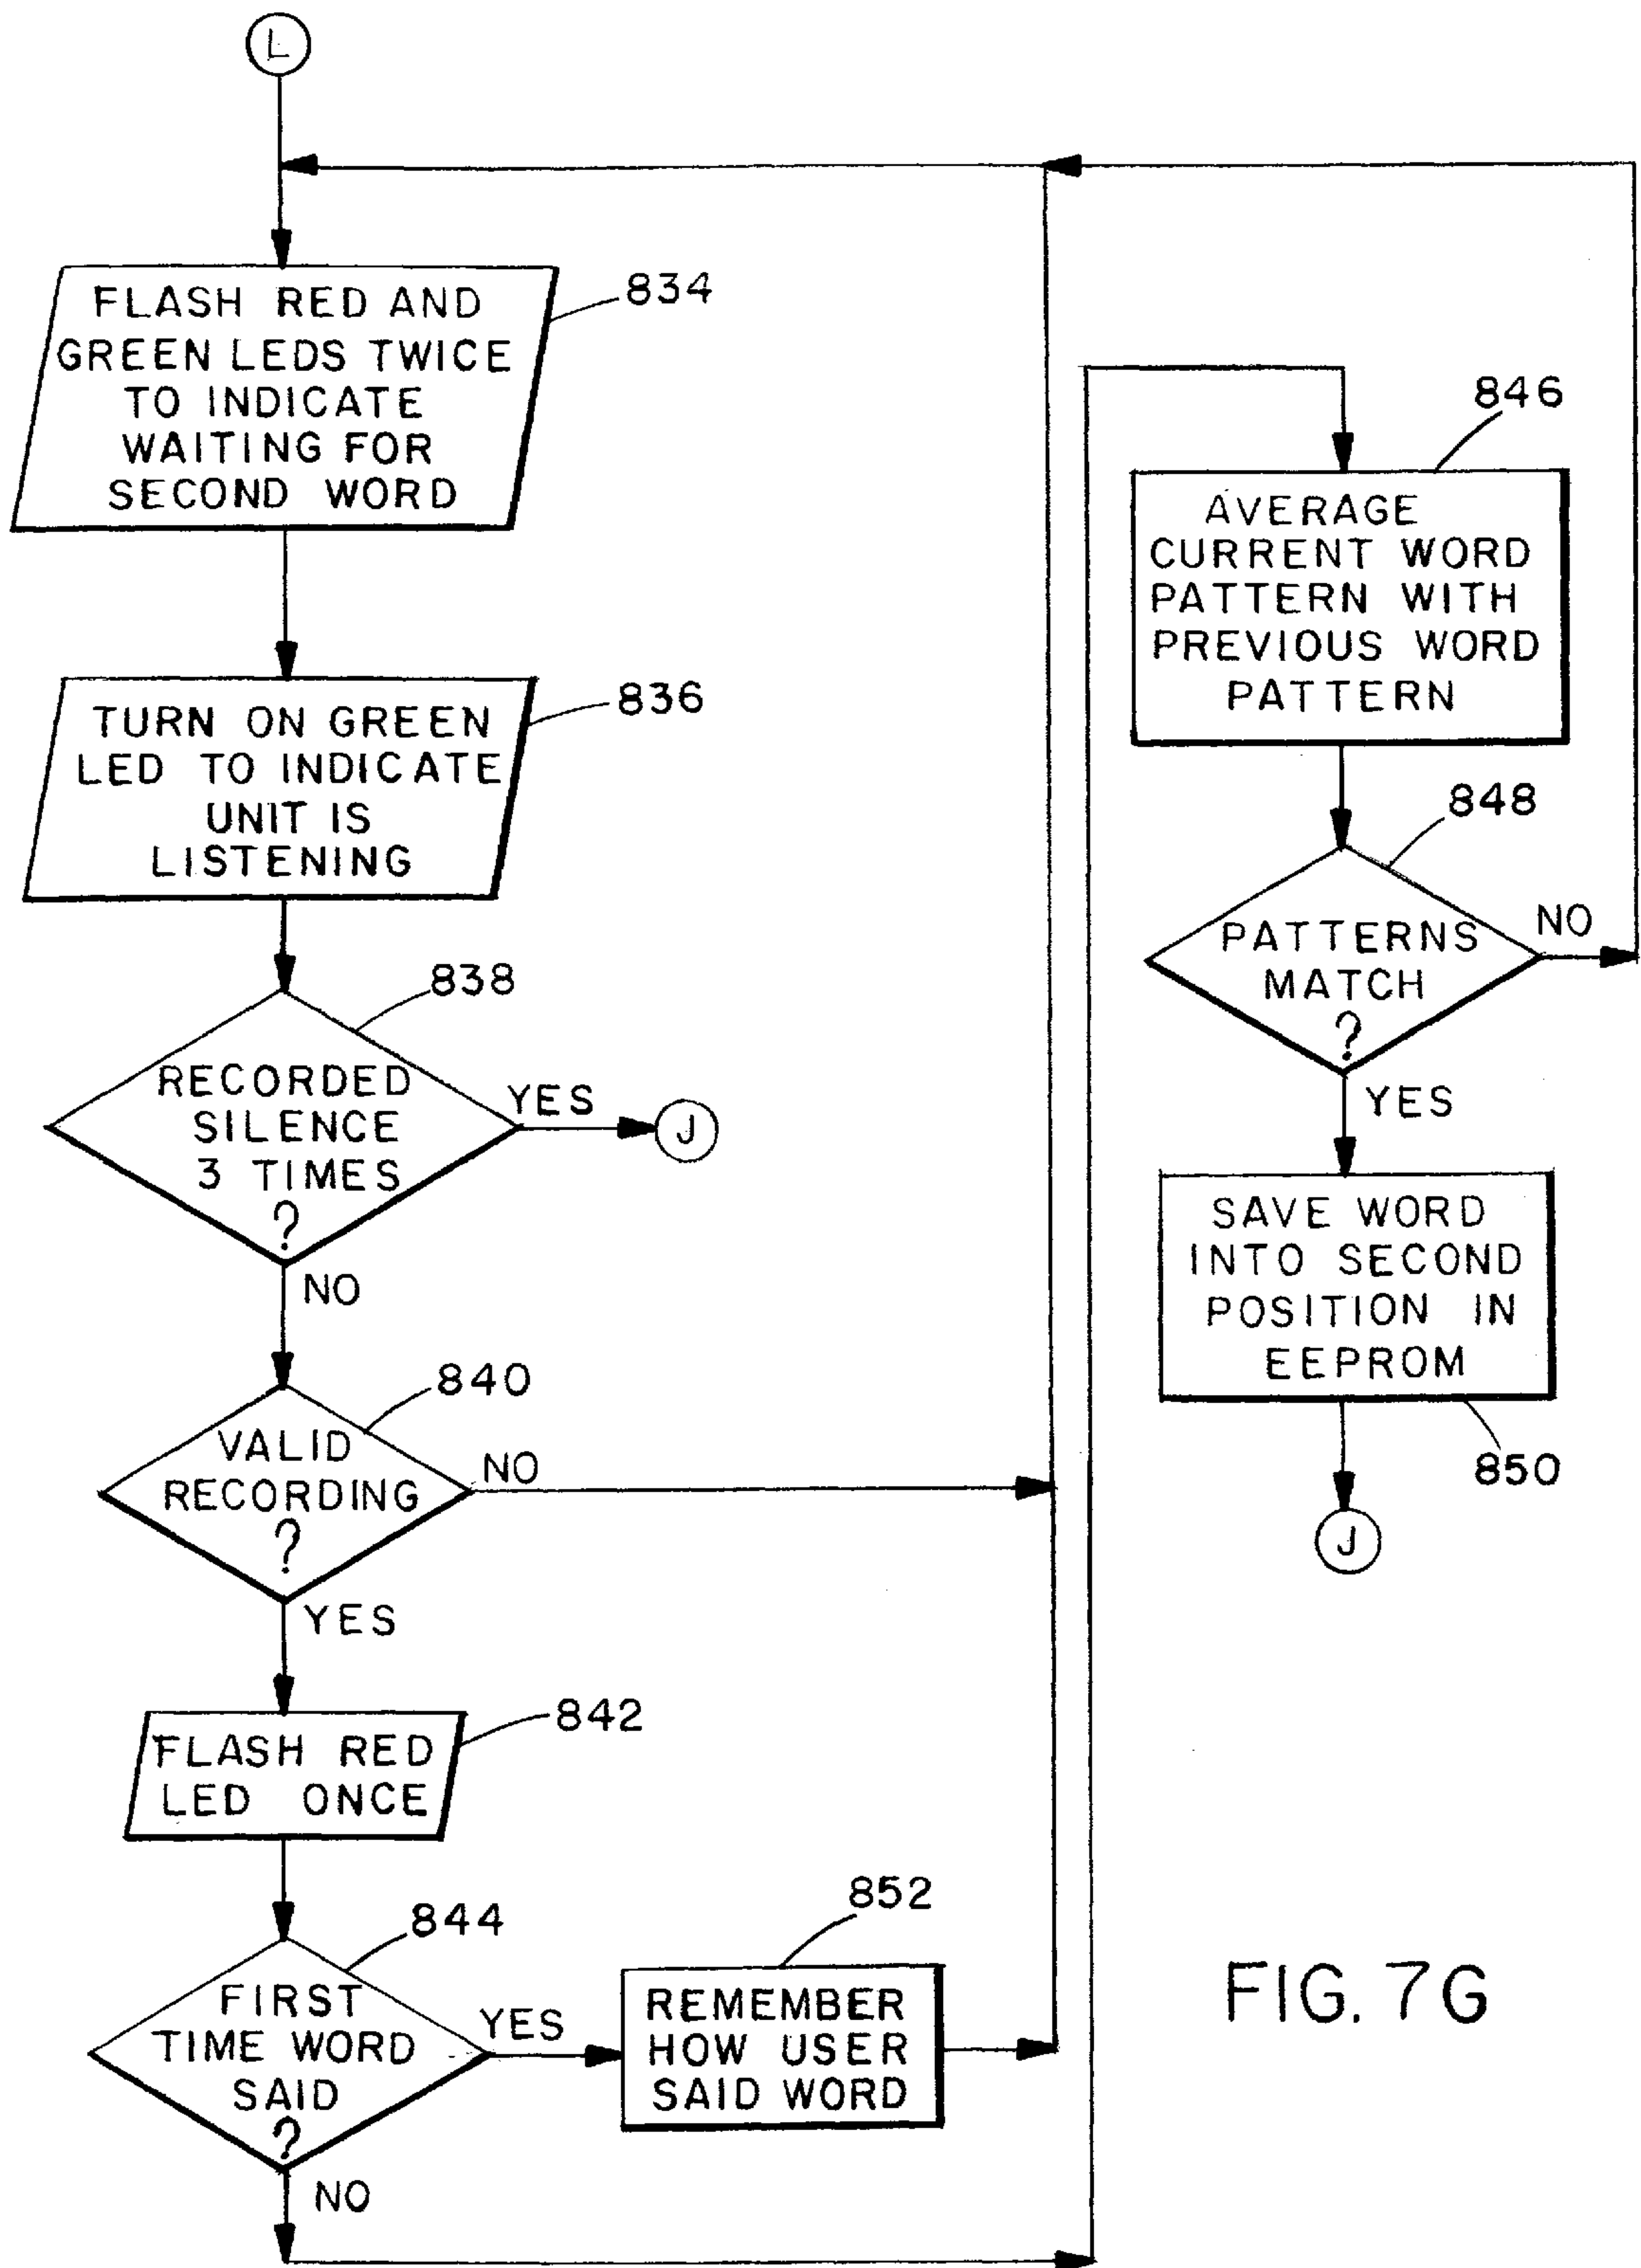 L
FLASH RED AND
GREEN LEDS TWICE
TO INDICATE
WAITING FOR
SECOND WORD
834
TURN ON GREEN
LED TO INDICATE
UNIT IS
LISTENING
836
838
RECORDED
SILENCE
3 TIMES
?
YES
J
NO
840
VALID
RECORDING
?
NO
YES
842
FLASH RED
LED ONCE
844
FIRST
TIME WORD
SAID
?
YES
852
REMEMBER
HOW USER
SAID WORD
NO
846
AVERAGE
CURRENT WORD
PATTERN WITH
PREVIOUS WORD
PATTERN
848
PATTERNS
MATCH
?
NO
YES
SAVE WORD
INTO SECOND
POSITION IN
EEPROM
850
J
FIG. 7G